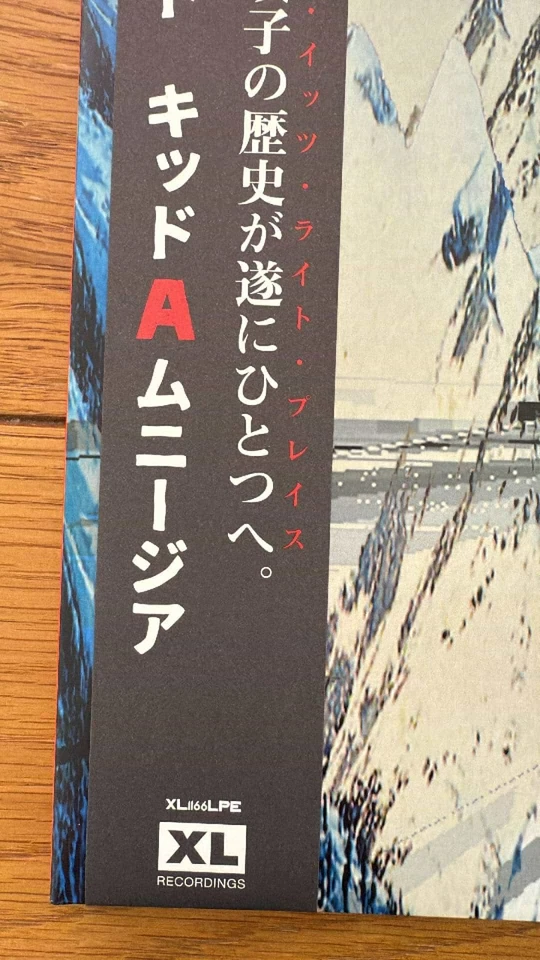 ・イッツ・ライト・プレイス
子の歴史が遂にひとつへ。
ド キッドAムニージア
XL1166LPE
XL
RECORDINGS